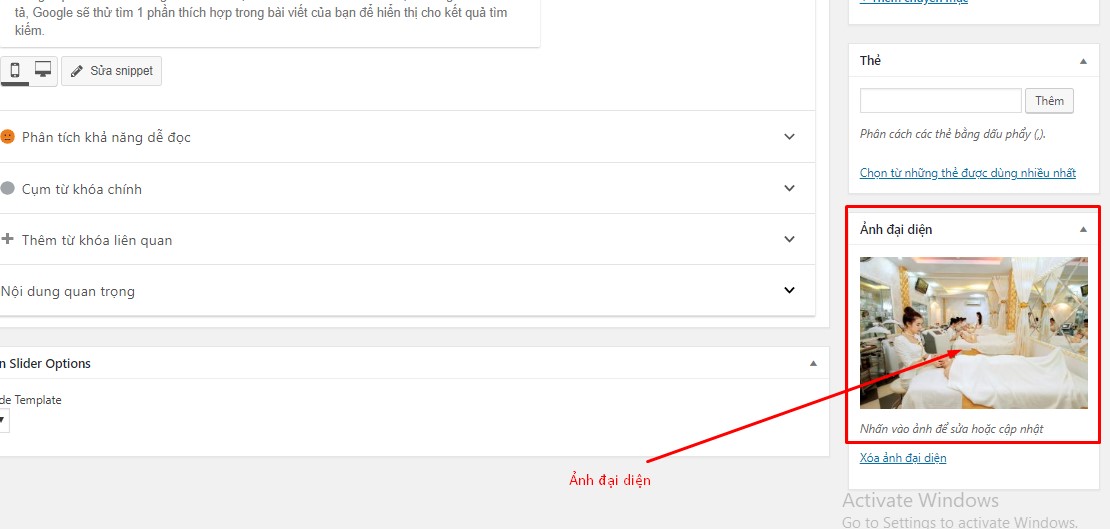 tả, Google sẽ thử tìm 1 phần thích hợp trong bài viết của bạn để hiển thị cho kết quả tìm
kiếm.
Sửa snippet
Phân tích khả năng dễ đọc
Cụm từ khóa chính
Thêm từ khóa liên quan
Nội dung quan trọng
n Slider Options
de Template
Ảnh đại diện
Thêm chuyên mục
Thẻ
Thêm
Phân cách các thẻ bằng dấu phẩy (,).
Chọn từ những thẻ được dùng nhiều nhất
Ảnh đại diện
Nhấn vào ảnh để sửa hoặc cập nhật
Xóa ảnh đại diện
Activate Windows
Go to Settings to activate Windows.